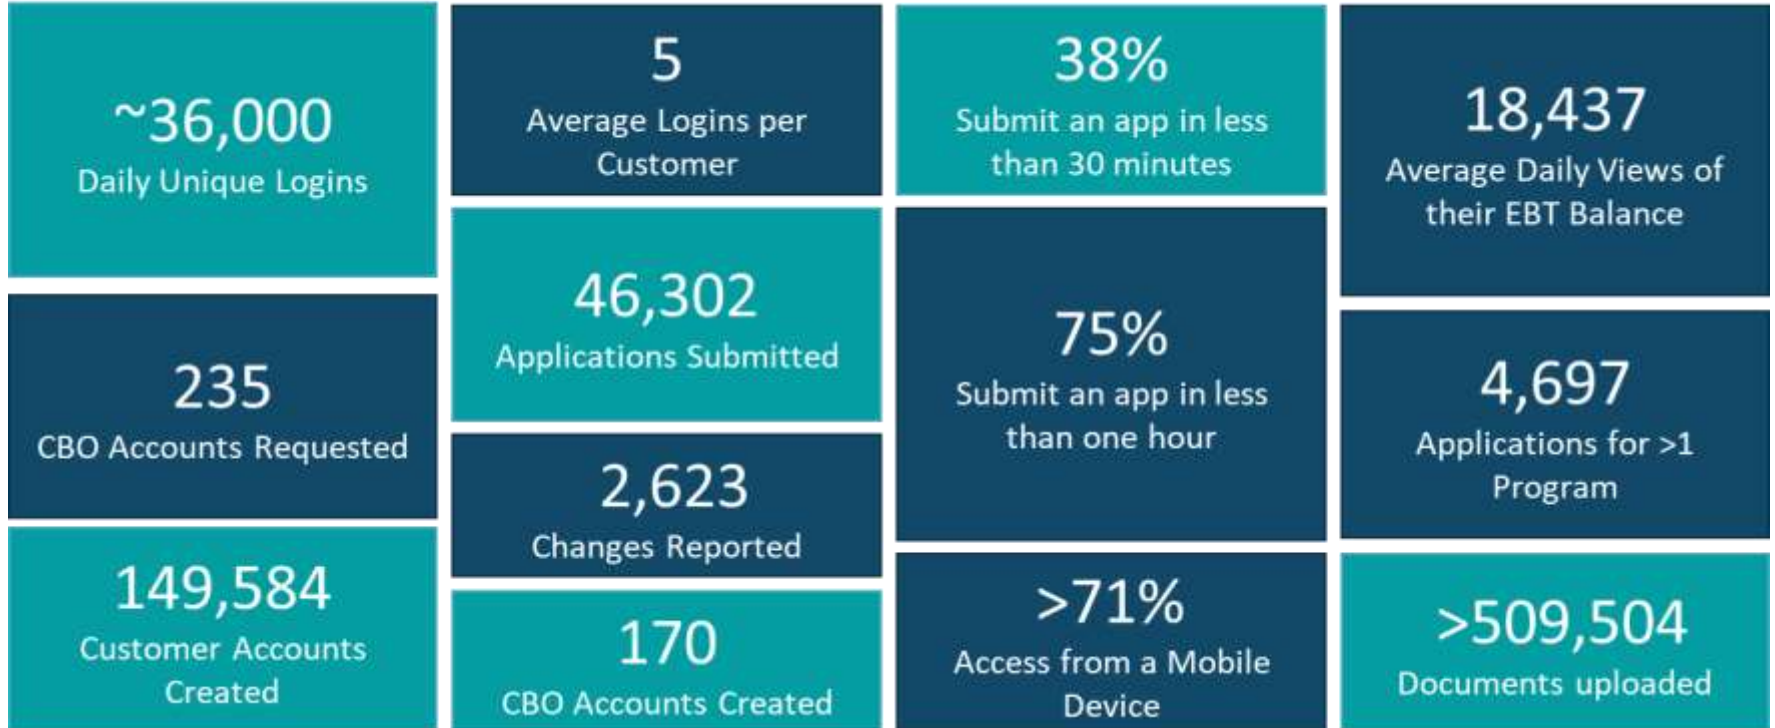 ~36,000
Daily Unique Logins
235
CBO Accounts Requested
149,584
Customer Accounts
Created
5
Average Logins per
Customer
46,302
Applications Submitted
2,623
Changes Reported
170
CBO Accounts Created
38%
Submit an app in less
than 30 minutes
75%
Submit an app in less
than one hour
>71%
Access from a Mobile
Device
18,437
Average Daily Views of
their EBT Balance
4,697
Applications for >1
Program
>509,504
Documents uploaded